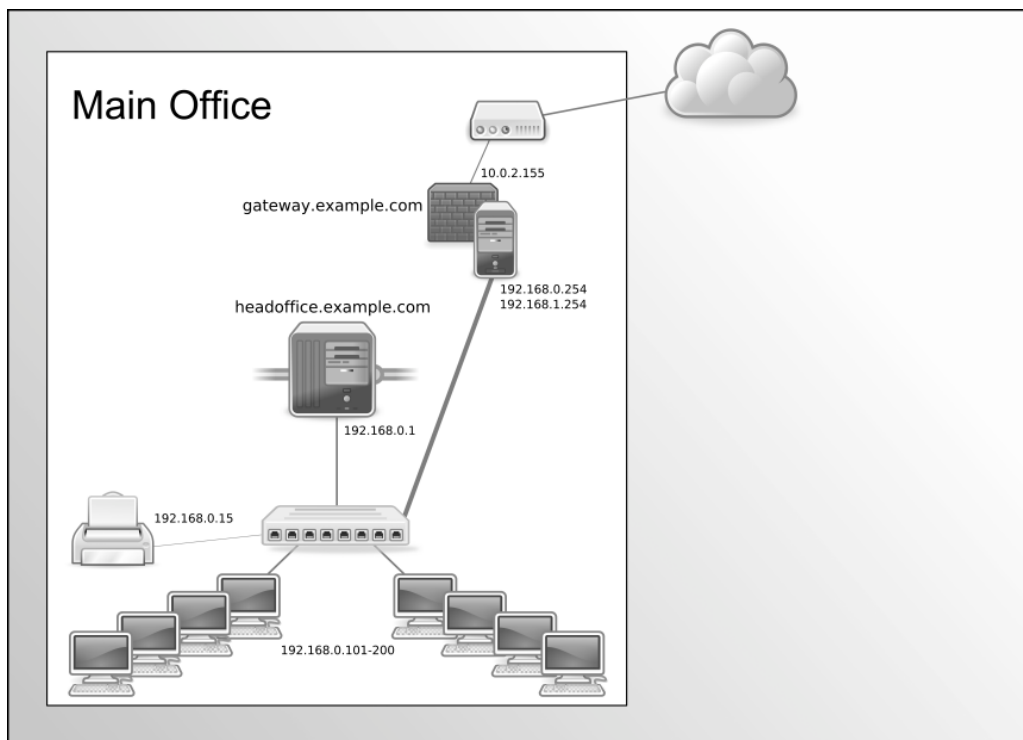 Main Office
10.0.2.155
gateway.example.com
192.168.0.254
192.168.1.254
headoffice.example.com
192.168.0.1
192.168.0.15
192.168.0.101-200